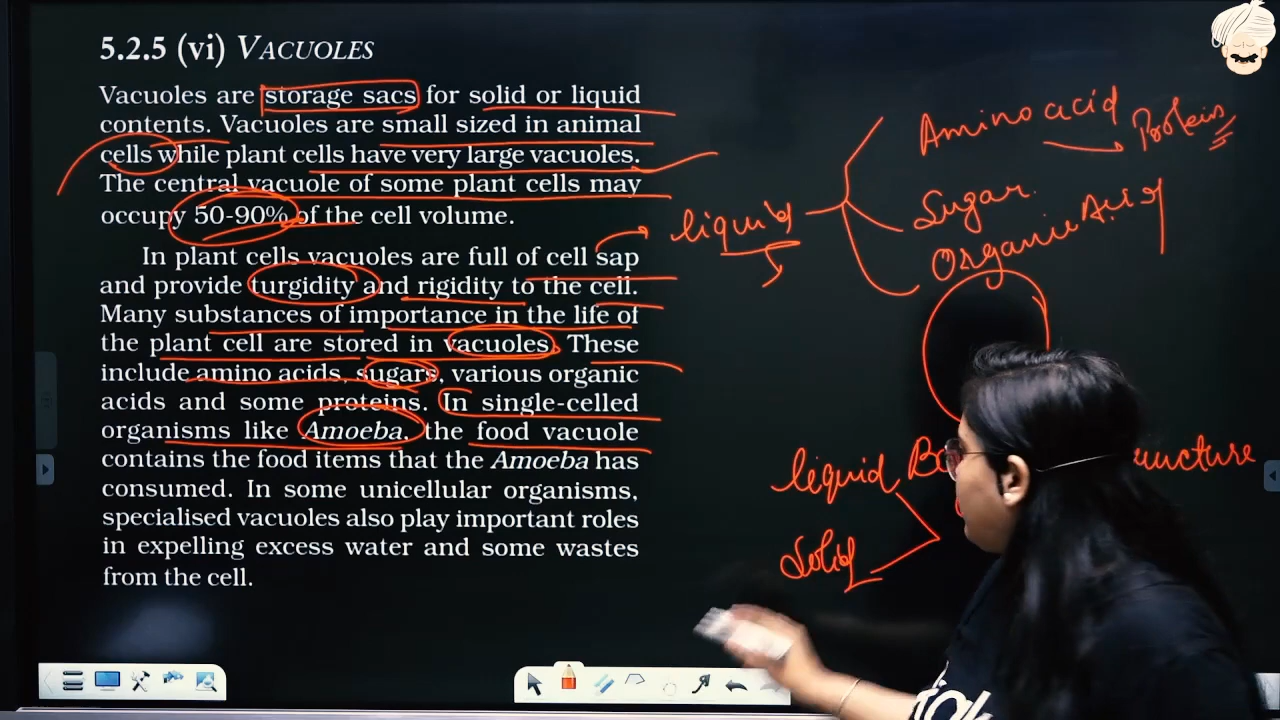 5.2.5 (vi) VACUOLES
Vacuoles are storage sacs for solid or liquid
contents. Vacuoles are small sized in animal
cells while plant cells have very large vacuoles.
The central vacuole of some plant cells may
occupy 50-90% of the cell volume.
In plant cells vacuoles are full of cell sap
and provide turgidity and rigidity to the cell.
Many substances of importance in the life of
the plant cell are stored in vacuoles. These
include amino acids, sugars, various organic
acids and some proteins. In single-celled
organisms like Amoeba, the food vacuole
contains the food items that the Amoeba has
consumed. In some unicellular organisms,
specialised vacuoles also play important roles
in expelling excess water and some wastes
from the cell.
liquid
Amino acid
Proteins
Sugar
Organic Acid
liquid
Solid